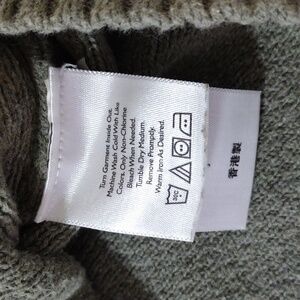 Turn Garment Inside Out.
Machine Wash Cold With Like
Colors. Only Non-Chlorine
Bleach When Needed.
Tumble Dry Medium.
Remove Promptly.
Warm Iron As Desired.
香港製